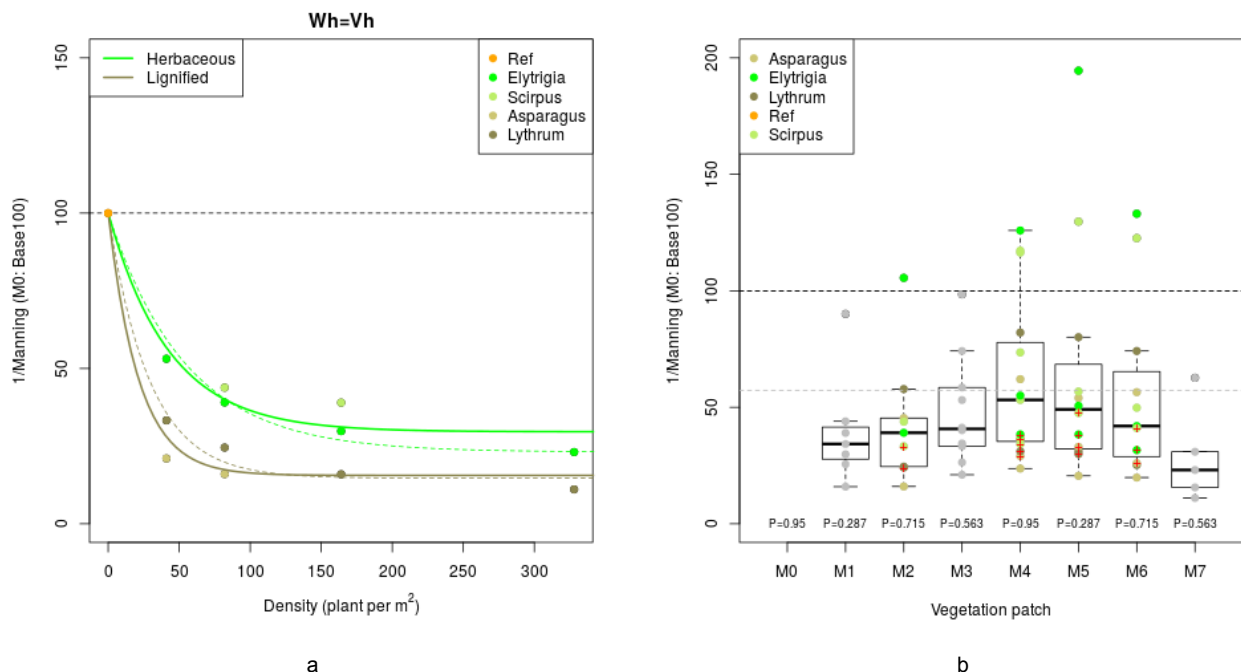 Wh=Vh
1/Manning (M0: Base100)
150
100
50
0
Herbaceous
Lignified
Ref
Elytrigia
Scirpus
Asparagus
Lythrum
0 50 100 150 200 250 300
Density (plant per m²)
a
1/Manning (M0: Base100)
200
150
100
50
0
Asparagus
Elytrigia
Lythrum
Ref
Scirpus
P=0.95 P=0.287 P=0.715 P=0.563 P=0.95 P=0.287 P=0.715 P=0.563
M0 M1 M2 M3 M4 M5 M6 M7
Vegetation patch
b